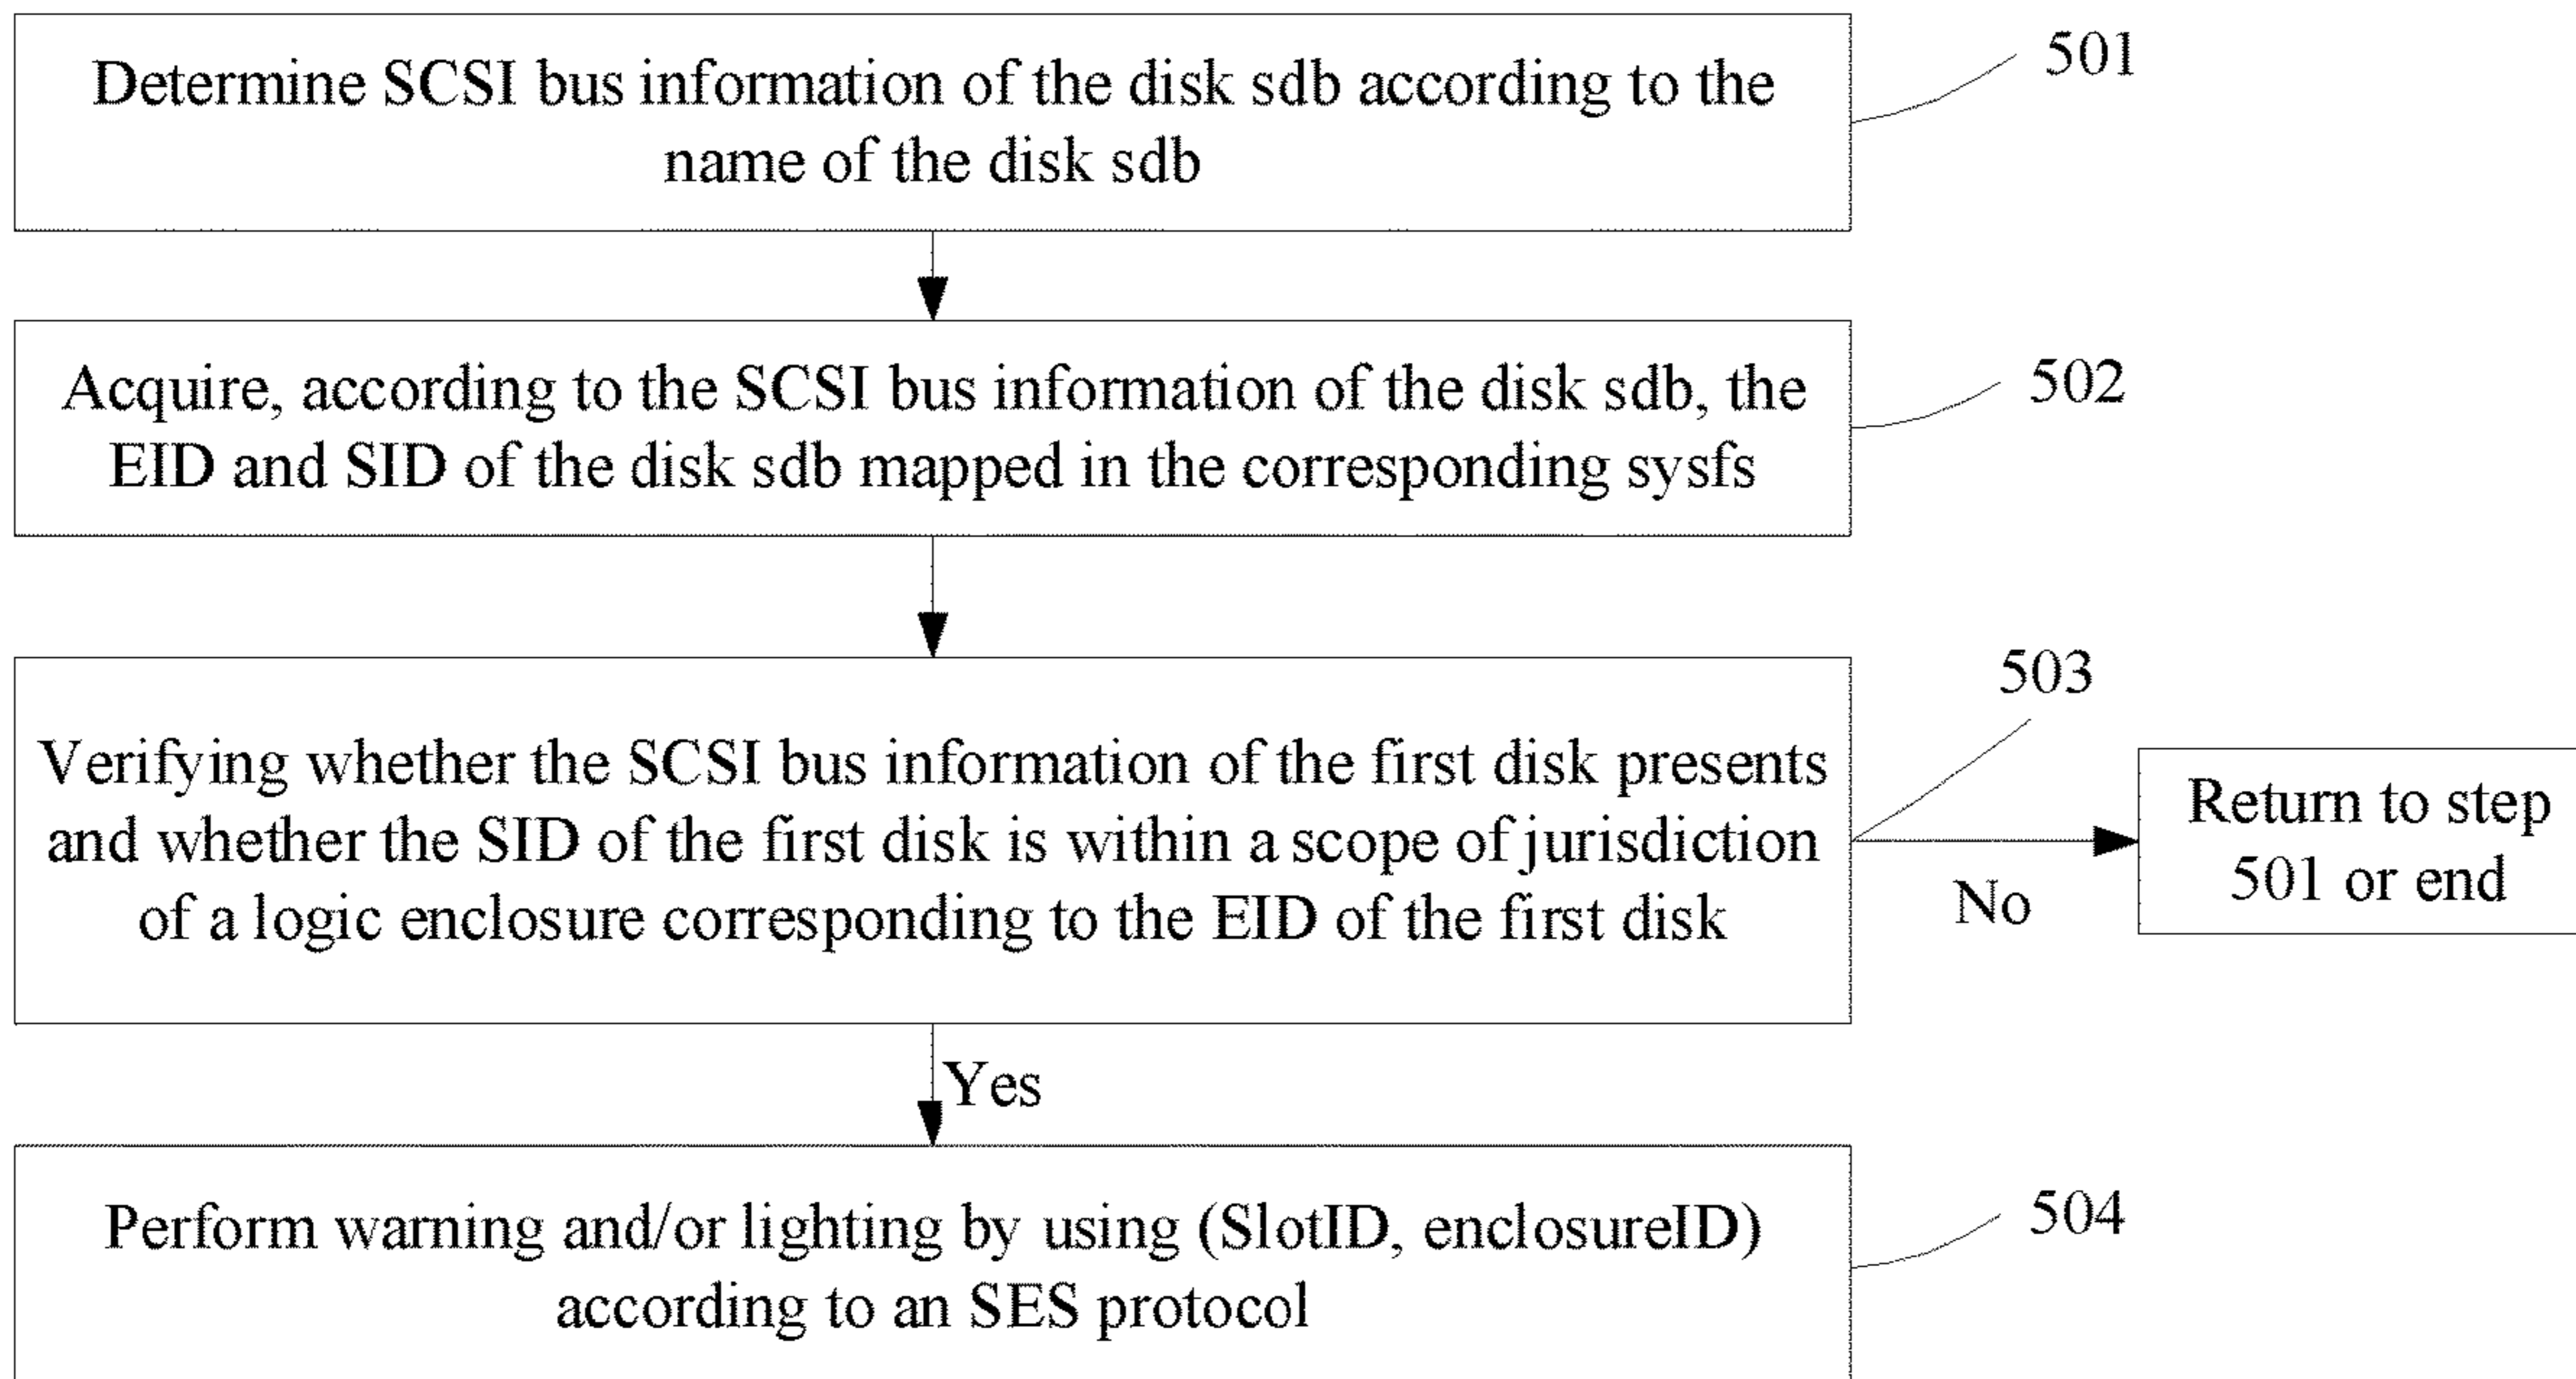 Determine SCSI bus information of the disk sdb according to the
name of the disk sdb
501
Acquire, according to the SCSI bus information of the disk sdb, the
EID and SID of the disk sdb mapped in the corresponding sysfs
502
Verifying whether the SCSI bus information of the first disk presents
and whether the SID of the first disk is within a scope of jurisdiction
of a logic enclosure corresponding to the EID of the first disk
503
No
Return to step
501 or end
Yes
Perform warning and/or lighting by using (SlotID, enclosureID)
according to an SES protocol
504